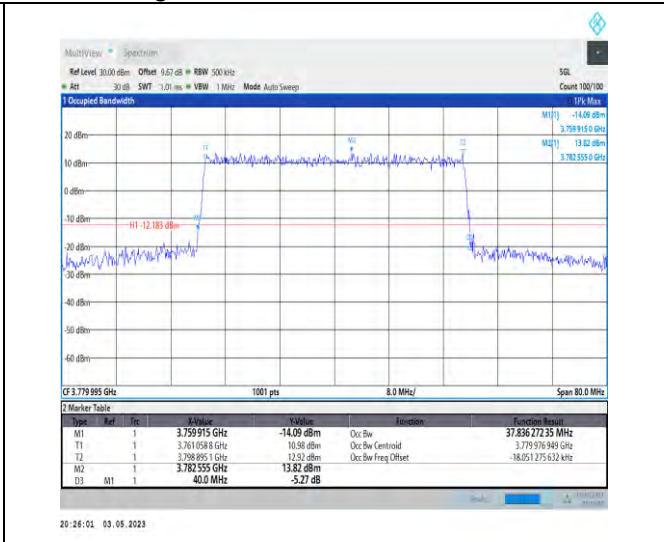 MultiView Spectrum
Ref Level 30.00 dBm Offset 9.67 dB RBW 500 kHz SGL
Att 30 dB SWT 1.01 ms VBW 1 MHz Mode Auto Sweep Count 100/100
1 Occupied Bandwidth 1Pk Max
M1[1] -14.09 dBm
3.759 915 0 GHz
M2[1] 13.82 dBm
3.782 555 0 GHz
20 dBm
M2
T1
T2
10 dBm
0 dBm
-10 dBm
H1 -12.183 dBm
-20 dBm
-30 dBm
-40 dBm
-50 dBm
-60 dBm
CF 3.779 995 GHz 1001 pts 8.0 MHz/ Span 80.0 MHz
2 Marker Table
Type Ref Trc X-Value Y-Value Function Function Result
M1 1 3.759 915 GHz -14.09 dBm Occ Bw 37.836 272 35 MHz
T1 1 3.761 058 8 GHz 10.98 dBm Occ Bw Centroid 3.779 976 949 GHz
T2 1 3.798 895 1 GHz 12.92 dBm Occ Bw Freq Offset -18.051 275 632 kHz
M2 1 3.782 555 GHz 13.82 dBm
D3 M1 1 40.0 MHz -5.27 dB
20:26:01 03.05.2023